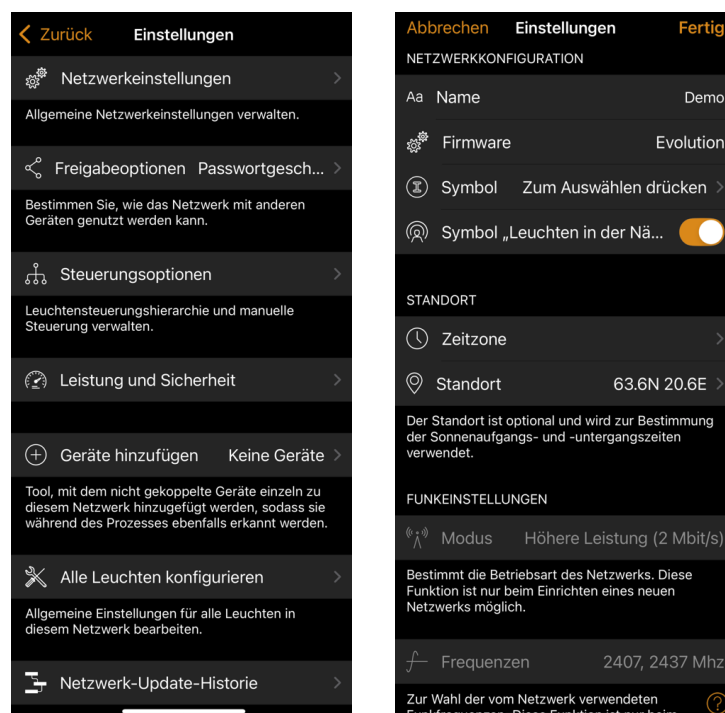 Zurück
Einstellungen
Netzwerkeinstellungen
Allgemeine Netzwerkeinstellungen verwalten.
Freigabeoptionen Passwortgesch...
Bestimmen Sie, wie das Netzwerk mit anderen
Geräten genutzt werden kann.
Steuerungsoptionen
Leuchtensteuerungshierarchie und manuelle
Steuerung verwalten.
Leistung und Sicherheit
Geräte hinzufügen Keine Geräte
Tool, mit dem nicht gekoppelte Geräte einzeln zu
diesem Netzwerk hinzugefügt werden, sodass sie
während des Prozesses ebenfalls erkannt werden.
Alle Leuchten konfigurieren
Allgemeine Einstellungen für alle Leuchten in
diesem Netzwerk bearbeiten.
Netzwerk-Update-Historie
Abbrechen Einstellungen Fertig
NETZWERKKONFIGURATION
Aa Name Demo
Firmware Evolution
Symbol Zum Auswählen drücken
Symbol „Leuchten in der Nä...
STANDORT
Zeitzone
Standort 63.6N 20.6E
Der Standort ist optional und wird zur Bestimmung
der Sonnenaufgangs- und -untergangszeiten
verwendet.
FUNKEINSTELLUNGEN
Modus Höhere Leistung (2 Mbit/s)
Bestimmt die Betriebsart des Netzwerks. Diese
Funktion ist nur beim Einrichten eines neuen
Netzwerks möglich.
Frequenzen 2407, 2437 Mhz
Zur Wahl der vom Netzwerk verwendeten
Funkfrequenzen. Diese Funktion ist nur beim